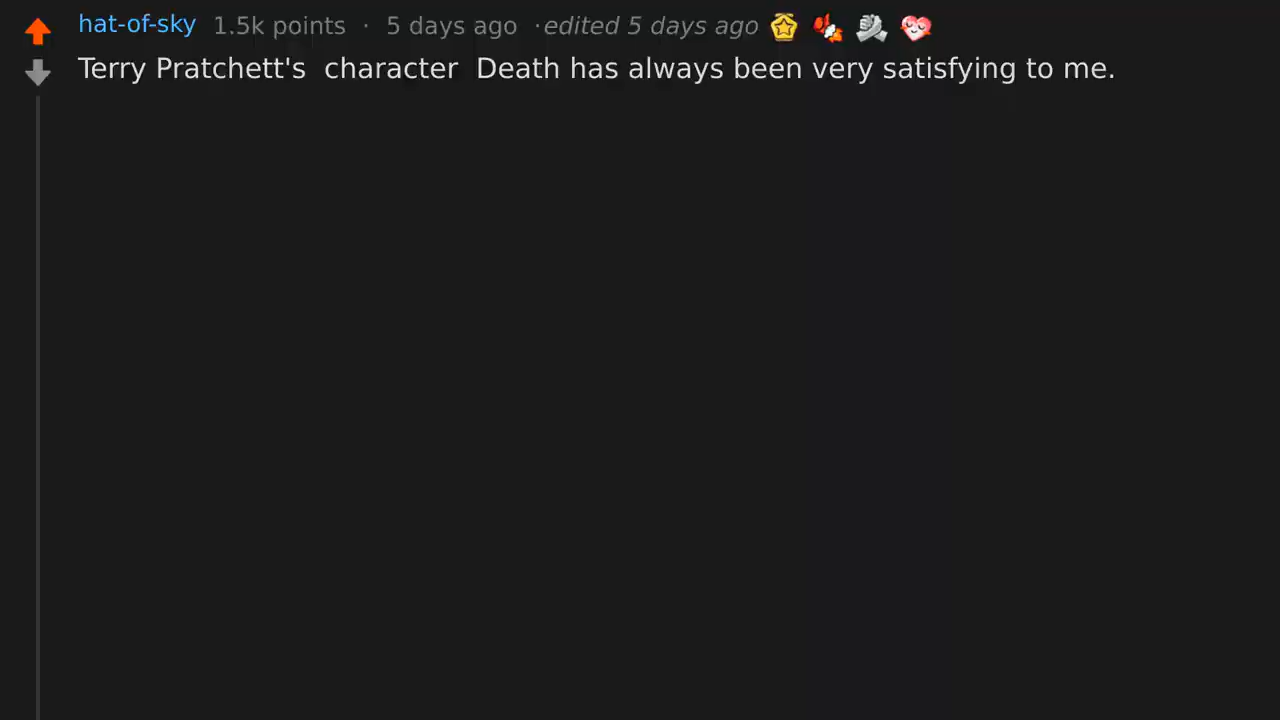 hat-of-sky 1.5k points · 5 days ago ·edited 5 days ago
Terry Pratchett's character Death has always been very satisfying to me.